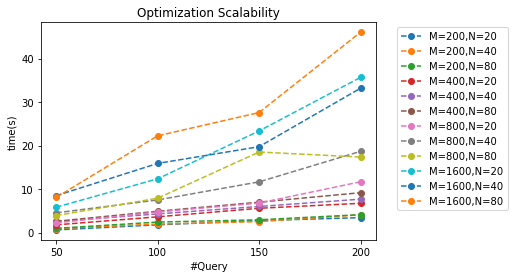 Optimization Scalability
time(s)
40
30
20
10
0
50
100
150
200
#Query
M=200,N=20
M=200,N=40
M=200,N=80
M=400,N=20
M=400,N=40
M=400,N=80
M=800,N=20
M=800,N=40
M=800,N=80
M=1600,N=20
M=1600,N=40
M=1600,N=80